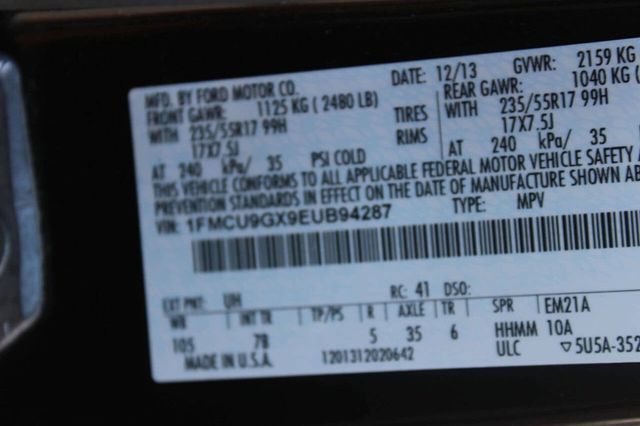 MFD. BY FORD MOTOR CO. DATE: 12/13 GVWR: 2159 KG
FRONT GAWR: 1125 KG (2480 LB) REAR GAWR: 1040 KG (
WITH 235/55R17 99H TIRES WITH 235/55R17 99H
17X7.5J RIMS 17X7.5J
AT 240 kPa/ 35 PSI COLD AT 240 kPa/ 35
THIS VEHICLE CONFORMS TO ALL APPLICABLE FEDERAL MOTOR VEHICLE SAFETY A
PREVENTION STANDARDS IN EFFECT ON THE DATE OF MANUFACTURE SHOWN ABO
VIN: 1FMCU9GX9EUB94287 TYPE: MPV
EXT PNT: UH RC: 41 DSO:
WB INT TR TP/PS R AXLE TR SPR EM21A
105 7B 5 35 6 HHMM 10A
MADE IN U.S.A. 1201312020642 ULC ▽5U5A-352